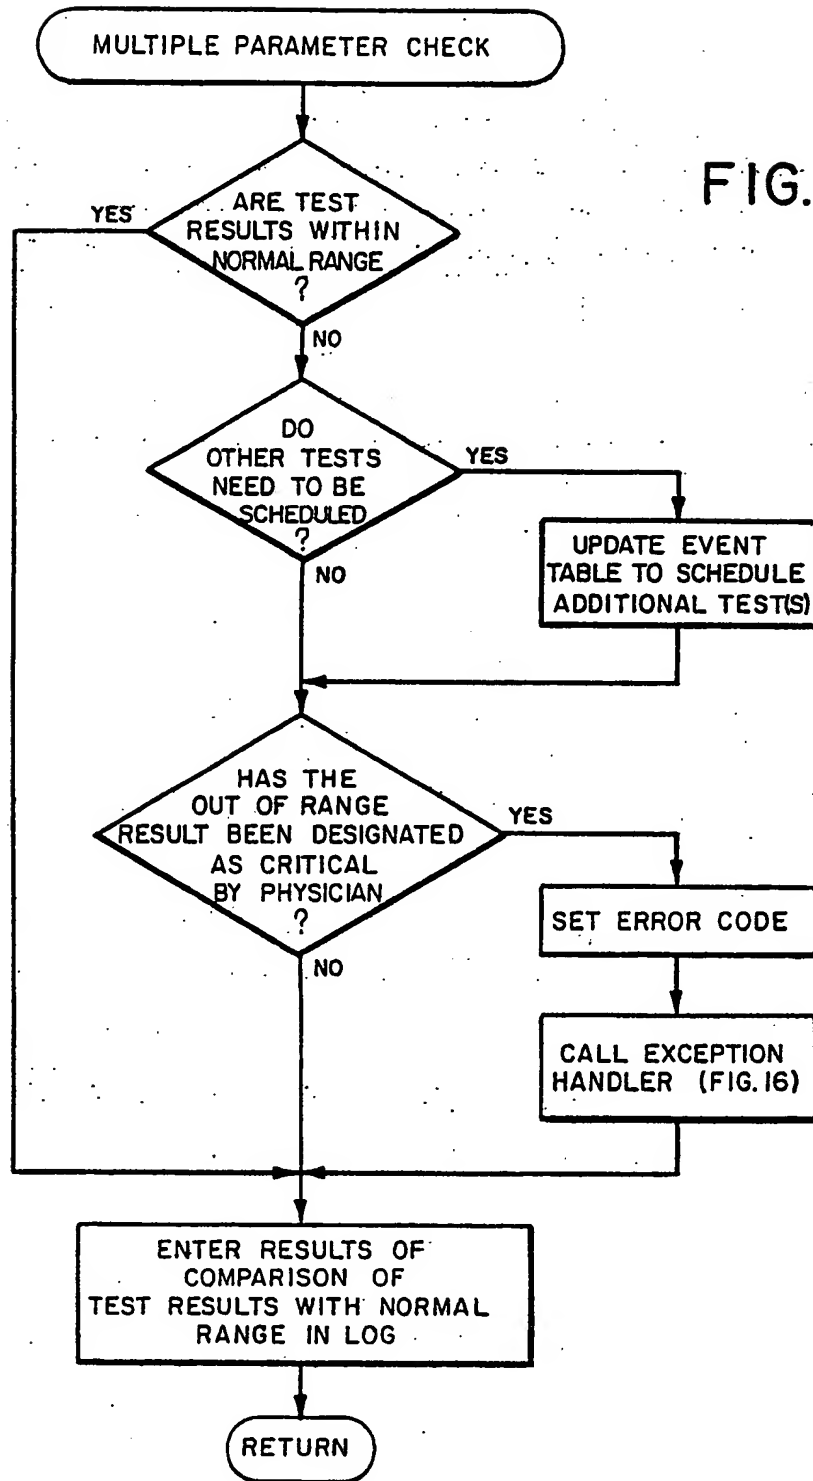 MULTIPLE PARAMETER CHECK
FIG.
YES
ARE TEST
RESULTS WITHIN
NORMAL RANGE
?
NO
DO
OTHER TESTS
NEED TO BE
SCHEDULED
?
YES
NO
UPDATE EVENT
TABLE TO SCHEDULE
ADDITIONAL TEST(S)
HAS THE
OUT OF RANGE
RESULT BEEN DESIGNATED
AS CRITICAL
BY PHYSICIAN
?
YES
NO
SET ERROR CODE
CALL EXCEPTION
HANDLER (FIG.16)
ENTER RESULTS OF
COMPARISON OF
TEST RESULTS WITH NORMAL
RANGE IN LOG
RETURN